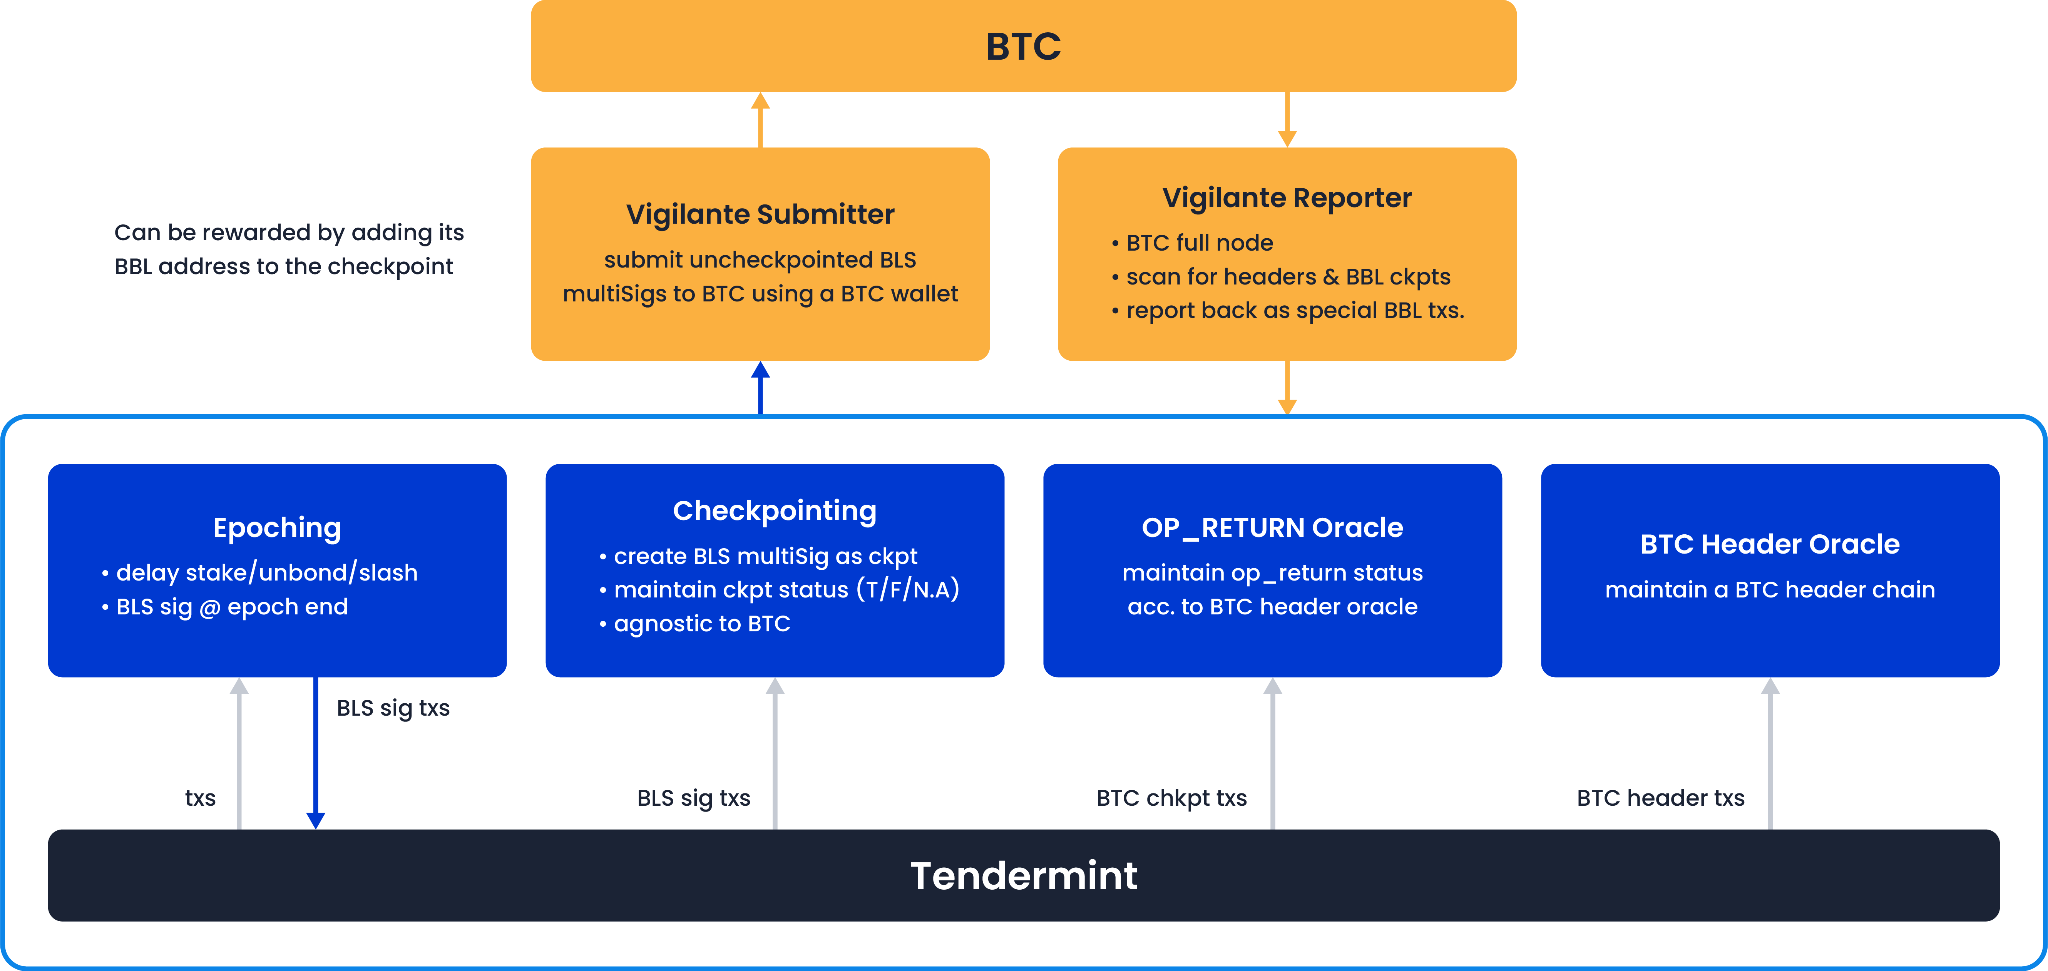 BTC
Can be rewarded by adding its
BBL address to the checkpoint
Vigilante Submitter
submit uncheckpointed BLS
multiSigs to BTC using a BTC wallet
Vigilante Reporter
• BTC full node
• scan for headers & BBL ckpts
• report back as special BBL txs.
Epoching
• delay stake/unbond/slash
• BLS sig @ epoch end
Checkpointing
• create BLS multiSig as ckpt
• maintain ckpt status (T/F/N.A)
• agnostic to BTC
OP_RETURN Oracle
maintain op_return status
acc. to BTC header oracle
BTC Header Oracle
maintain a BTC header chain
BLS sig txs
txs
BLS sig txs
BTC chkpt txs
BTC header txs
Tendermint